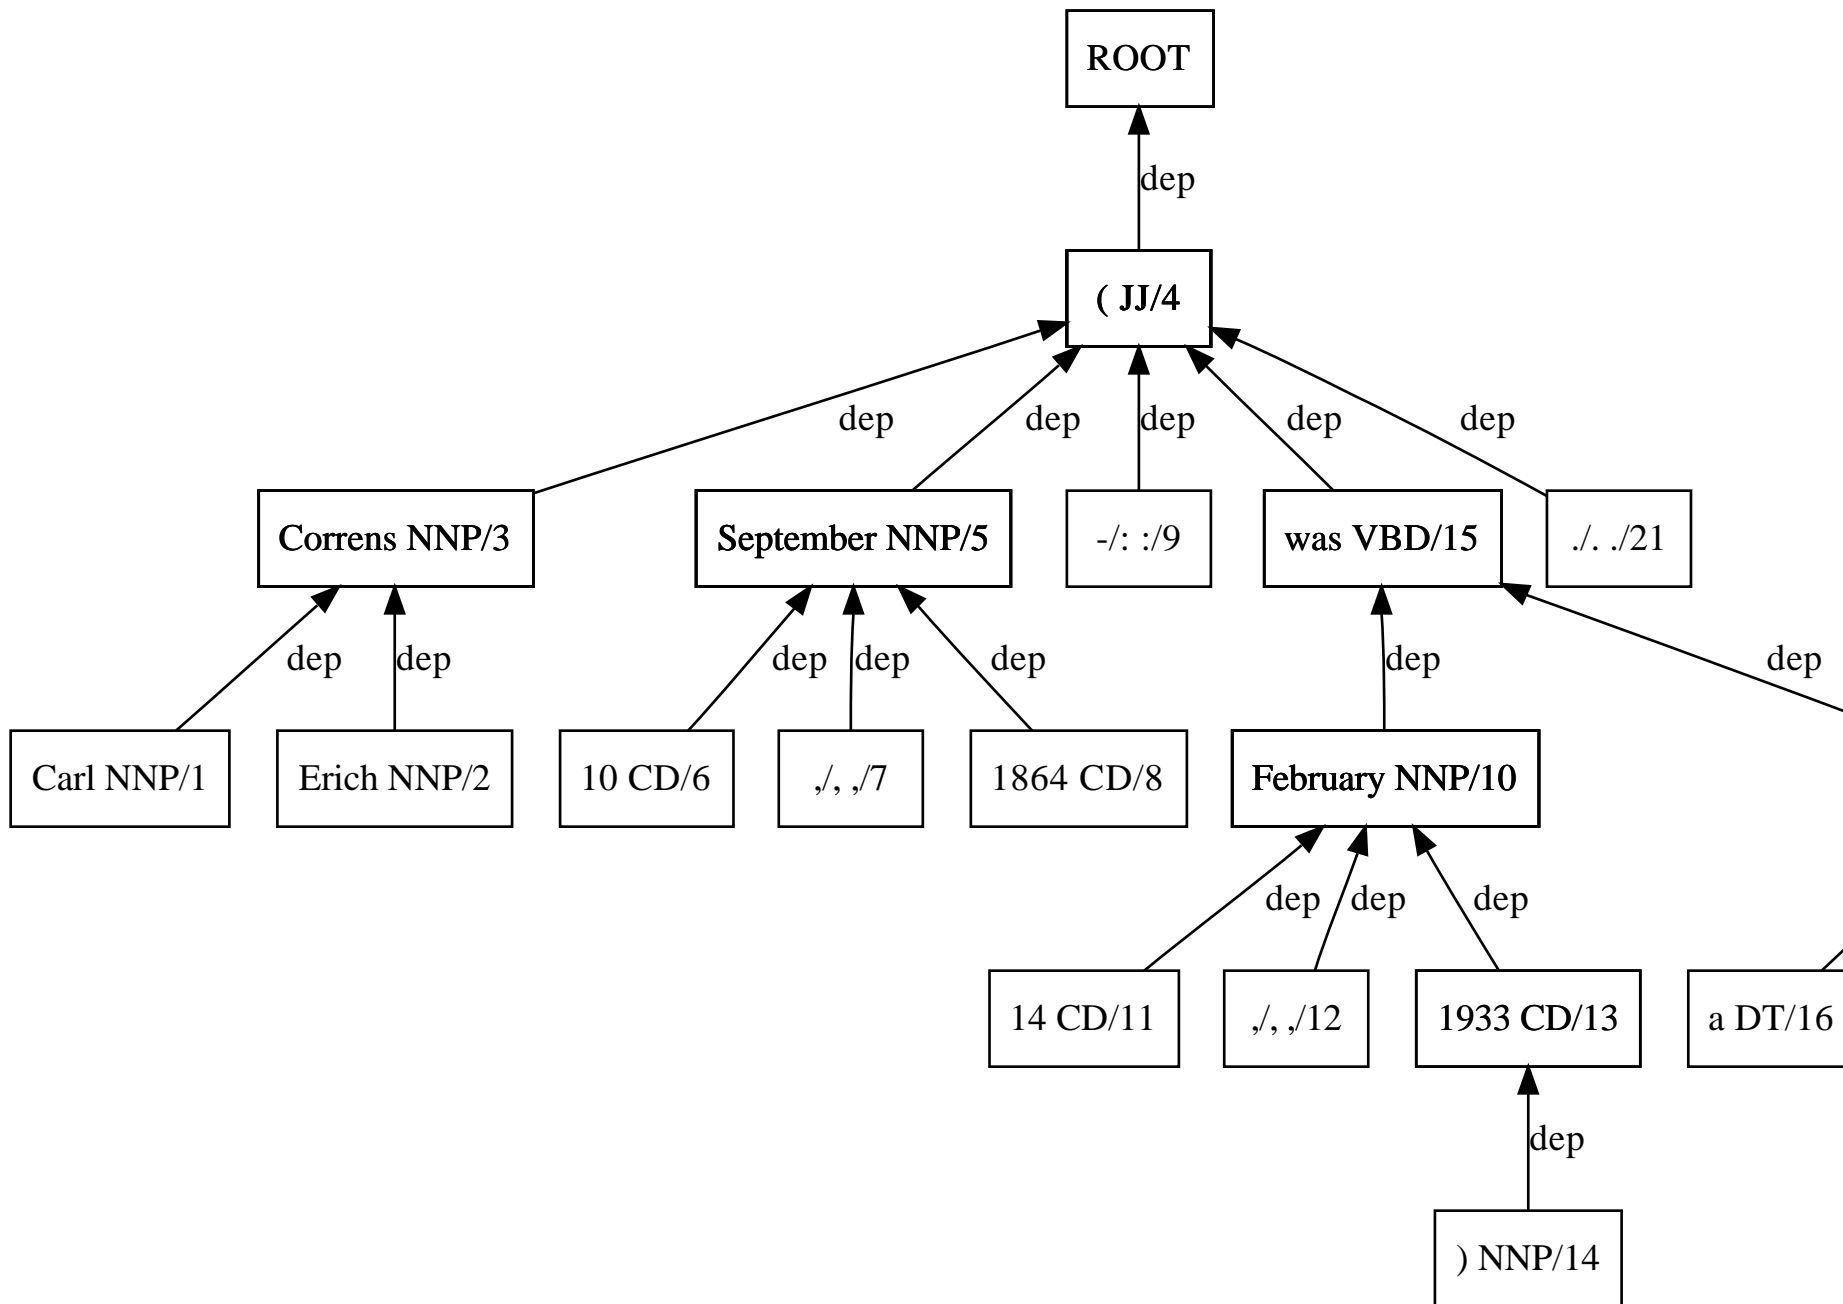 ROOT
dep
( JJ/4
dep dep dep dep dep
Correns NNP/3 September NNP/5 -/: :/9 was VBD/15 ./. ./21
dep dep dep dep dep dep dep
Carl NNP/1 Erich NNP/2 10 CD/6 ,/, ,/7 1864 CD/8 February NNP/10
dep dep dep
14 CD/11 ,/, ,/12 1933 CD/13 a DT/16
dep
) NNP/14